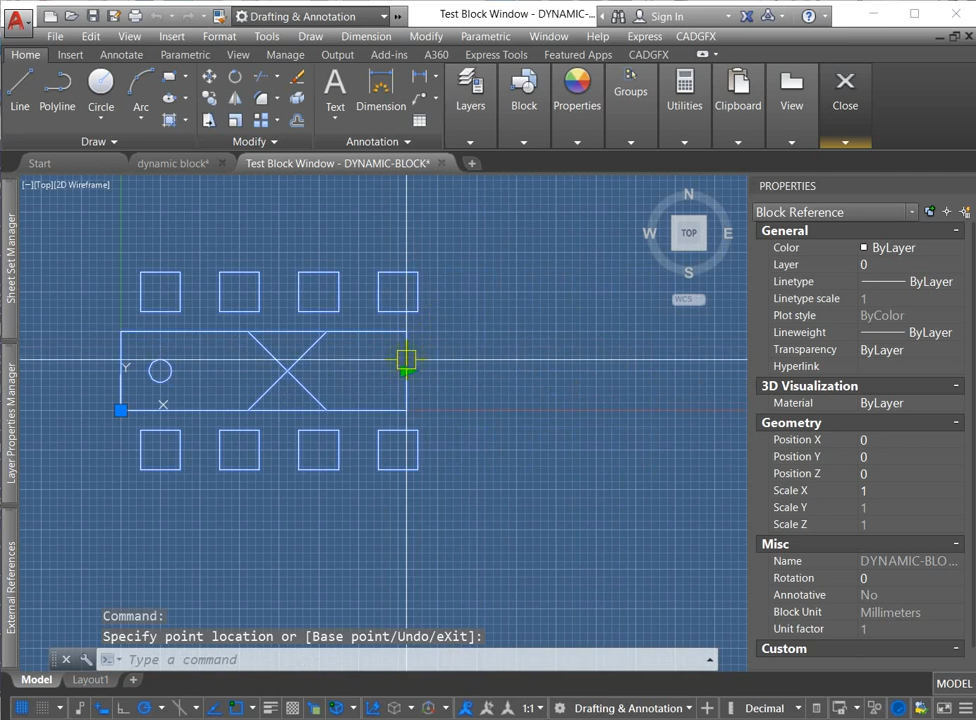 Drafting & Annotation
Test Block Window - DYNAMIC-...
Sign In
File Edit View Insert Format Tools Draw Dimension Modify Parametric Window Help Express CADGFX
Home Insert Annotate Parametric View Manage Output Add-ins A360 Express Tools Featured Apps CADGFX
Line Polyline Circle Arc Text Dimension Layers Block Properties Groups Utilities Clipboard View Close
Draw Modify Annotation
Start dynamic block* Test Block Window - DYNAMIC-BLOCK*
[−][Top][2D Wireframe]
N
W TOP E
S
WCS
Y
X
Sheet Set Manager
Layer Properties Manager
External References
PROPERTIES
Block Reference
General
Color ByLayer
Layer 0
Linetype ByLayer
Linetype scale 1
Plot style ByColor
Lineweight ByLayer
Transparency ByLayer
Hyperlink
3D Visualization
Material ByLayer
Geometry
Position X 0
Position Y 0
Position Z 0
Scale X 1
Scale Y 1
Scale Z 1
Misc
Name DYNAMIC-BLO...
Rotation 0
Annotative No
Block Unit Millimeters
Unit factor 1
Custom
Command:
Specify point location or [Base point/Undo/eXit]:
Type a command
Model Layout1
MODEL
1:1 Drafting & Annotation Decimal